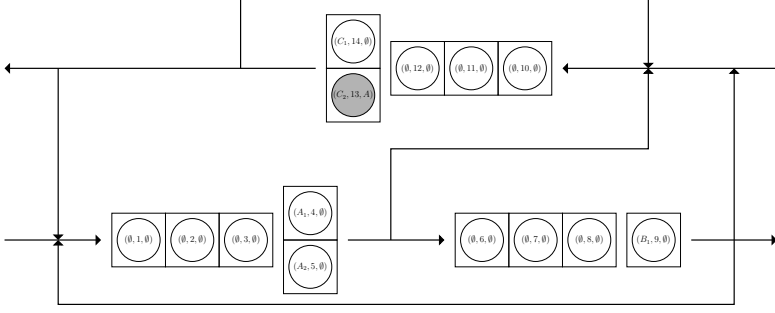 (C₁, 14, ∅)
(∅, 12, ∅) (∅, 11, ∅) (∅, 10, ∅)
(C₂, 13, A)
(A₁, 4, ∅)
(∅, 1, ∅) (∅, 2, ∅) (∅, 3, ∅) (∅, 6, ∅) (∅, 7, ∅) (∅, 8, ∅) (B₁, 9, ∅)
(A₂, 5, ∅)